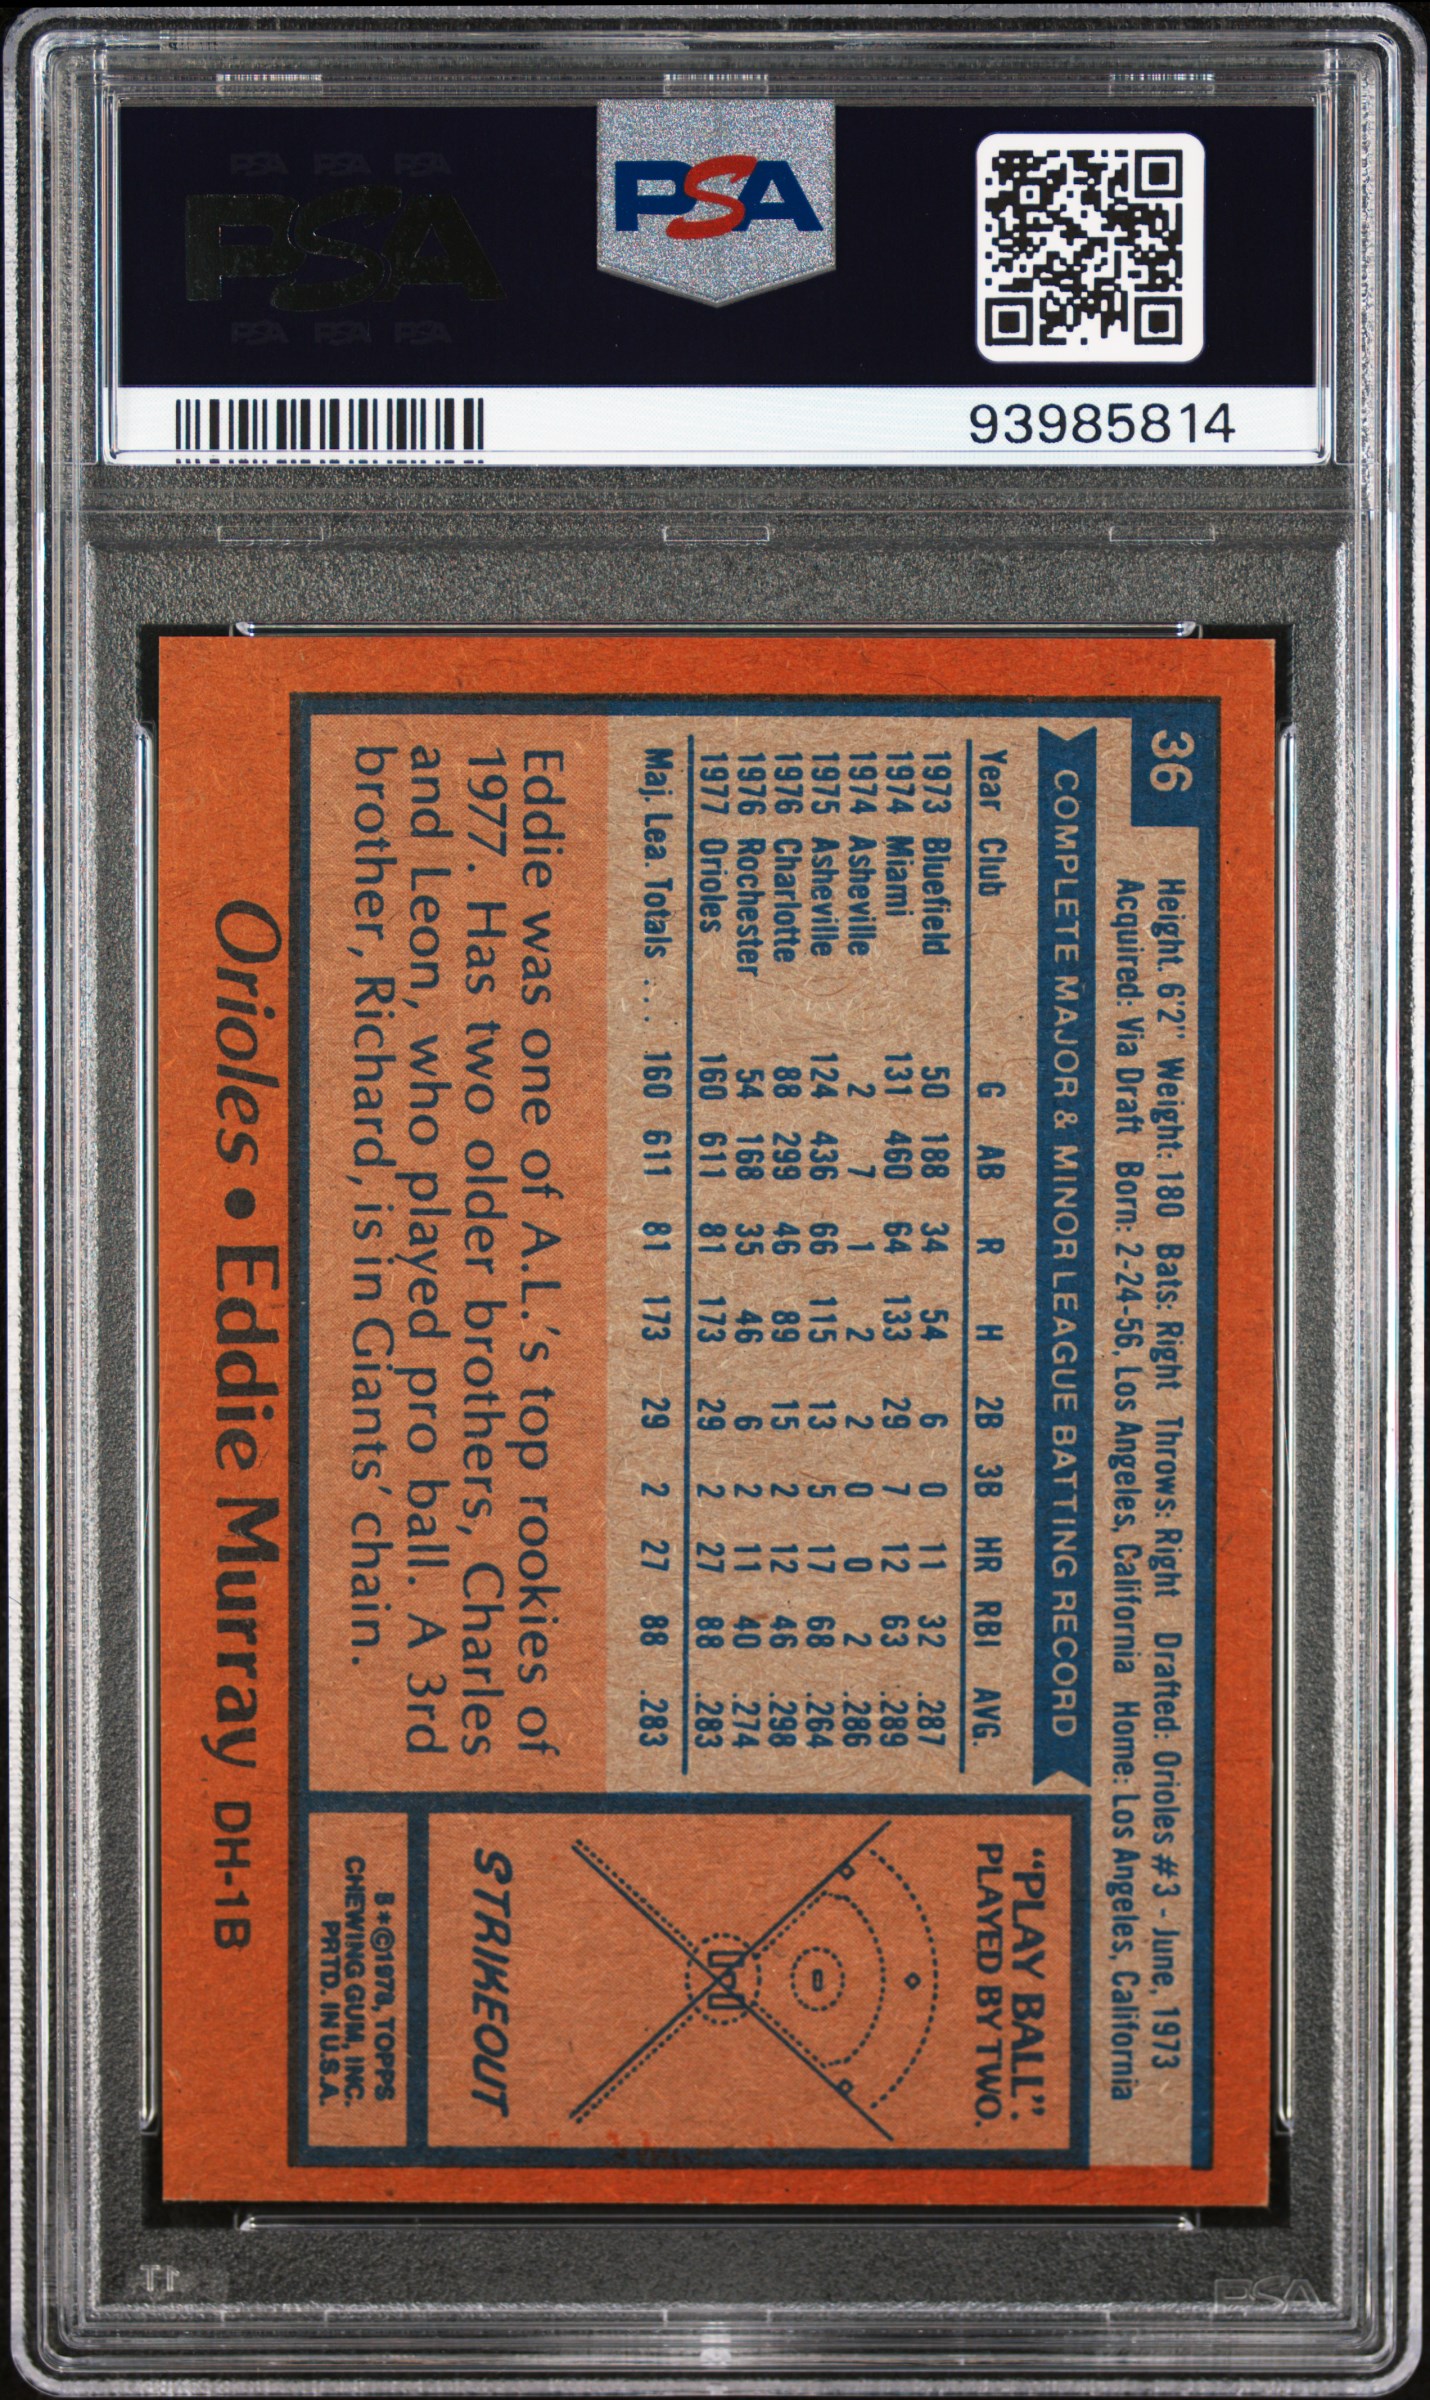 PSA PSA PSA
PSA
PSA PSA PSA
PSA
93985814
36
Height. 6'2" Weight: 180 Bats: Right Throws: Right Drafted: Orioles #3 - June, 1973
Acquired: Via Draft Born: 2-24-56, Los Angeles, California Home: Los Angeles, California
COMPLETE MAJOR & MINOR LEAGUE BATTING RECORD
Year Club G AB R H 2B 3B HR RBI AVG.
1973 Bluefield 50 188 34 54 6 0 11 32 .287
1974 Miami 131 460 64 133 29 7 12 63 .289
1974 Asheville 2 7 1 2 2 0 0 2 .286
1975 Asheville 124 436 66 115 13 5 17 68 .264
1976 Charlotte 88 299 46 89 15 2 12 46 .298
1976 Rochester 54 168 35 46 6 2 11 40 .274
1977 Orioles 160 611 81 173 29 2 27 88 .283
Maj. Lea. Totals . . . 160 611 81 173 29 2 27 88 .283
Eddie was one of A.L.'s top rookies of
1977. Has two older brothers, Charles
and Leon, who played pro ball. A 3rd
brother, Richard, is in Giants' chain.
"PLAY BALL":
PLAYED BY TWO.
STRIKEOUT
B*©1978, TOPPS
CHEWING GUM, INC.
PRTD. IN U.S.A.
Orioles • Eddie Murray DH-1B
PSA